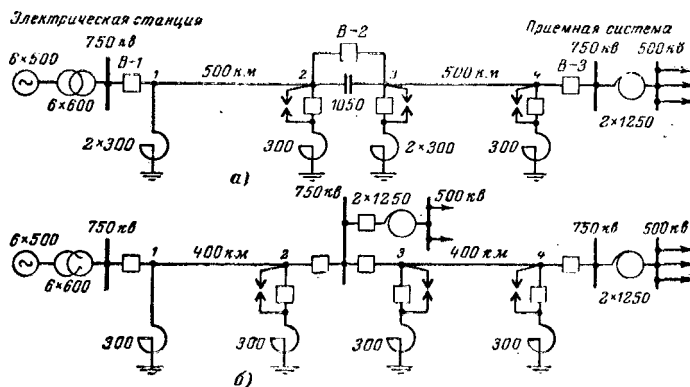 Электрическая станция
Приемная система
6×500
6×600
750 кв
В-1
1
500 км
2
В-2
1050
3
500 км
4
В-3
750 кв
500 кв
2×1250
2×300
300
2×300
300
а)
6×500
6×600
750 кв
1
400 км
2
750 кв
2×1250
500 кв
3
400 км
4
750 кв
500 кв
2×1250
300
300
300
300
б)